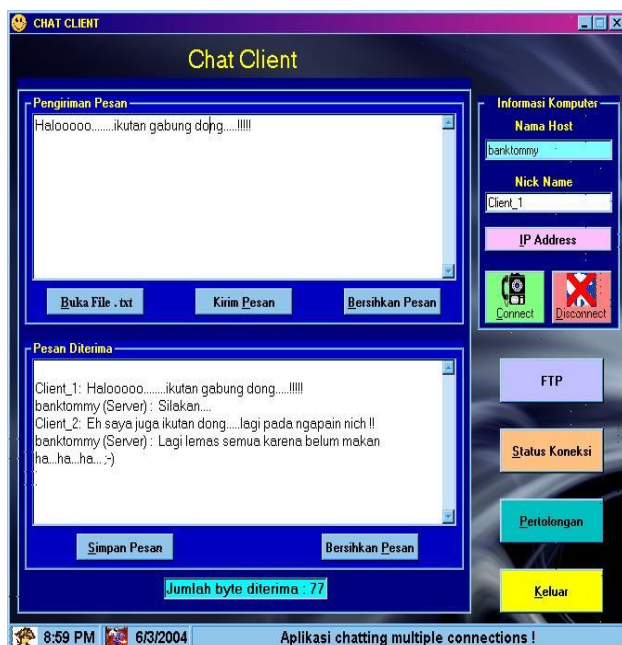 CHAT CLIENT
Chat Client
Pengiriman Pesan
Halooooo........ikutan gabung dong.....!!!!!
Buka File . txt
Kirim Pesan
Bersihkan Pesan
Informasi Komputer
Nama Host
banktommy
Nick Name
Client_1
IP Address
Connect
Disconnect
Pesan Diterima
Client_1: Halooooo........ikutan gabung dong.....!!!!!
banktommy (Server) : Silakan....
Client_2: Eh saya juga ikutan dong.....lagi pada ngapain nich !!
banktommy (Server) : Lagi lemas semua karena belum makan
ha...ha...ha... ;-)
.
Simpan Pesan
Bersihkan Pesan
Jumlah byte diterima : 77
FTP
Status Koneksi
Pertolongan
Keluar
8:59 PM
6/3/2004
Aplikasi chatting multiple connections !